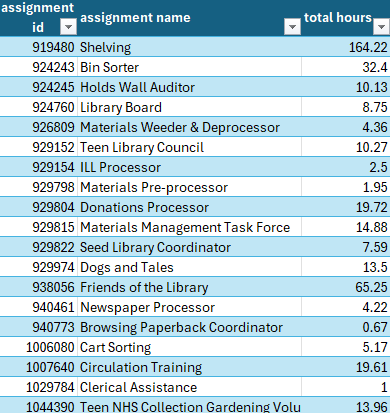 assignment id assignment name total hours
919480 Shelving 164.22
924243 Bin Sorter 32.4
924245 Holds Wall Auditor 10.13
924760 Library Board 8.75
926809 Materials Weeder & Deprocessor 4.36
929152 Teen Library Council 10.27
929154 ILL Processor 2.5
929798 Materials Pre-processor 1.95
929804 Donations Processor 19.72
929815 Materials Management Task Force 14.88
929822 Seed Library Coordinator 7.59
929974 Dogs and Tales 13.5
938056 Friends of the Library 65.25
940461 Newspaper Processor 4.22
940773 Browsing Paperback Coordinator 0.67
1006080 Cart Sorting 5.17
1007640 Circulation Training 19.61
1029784 Clerical Assistance 1
1044390 Teen NHS Collection Gardening Volu 13.96